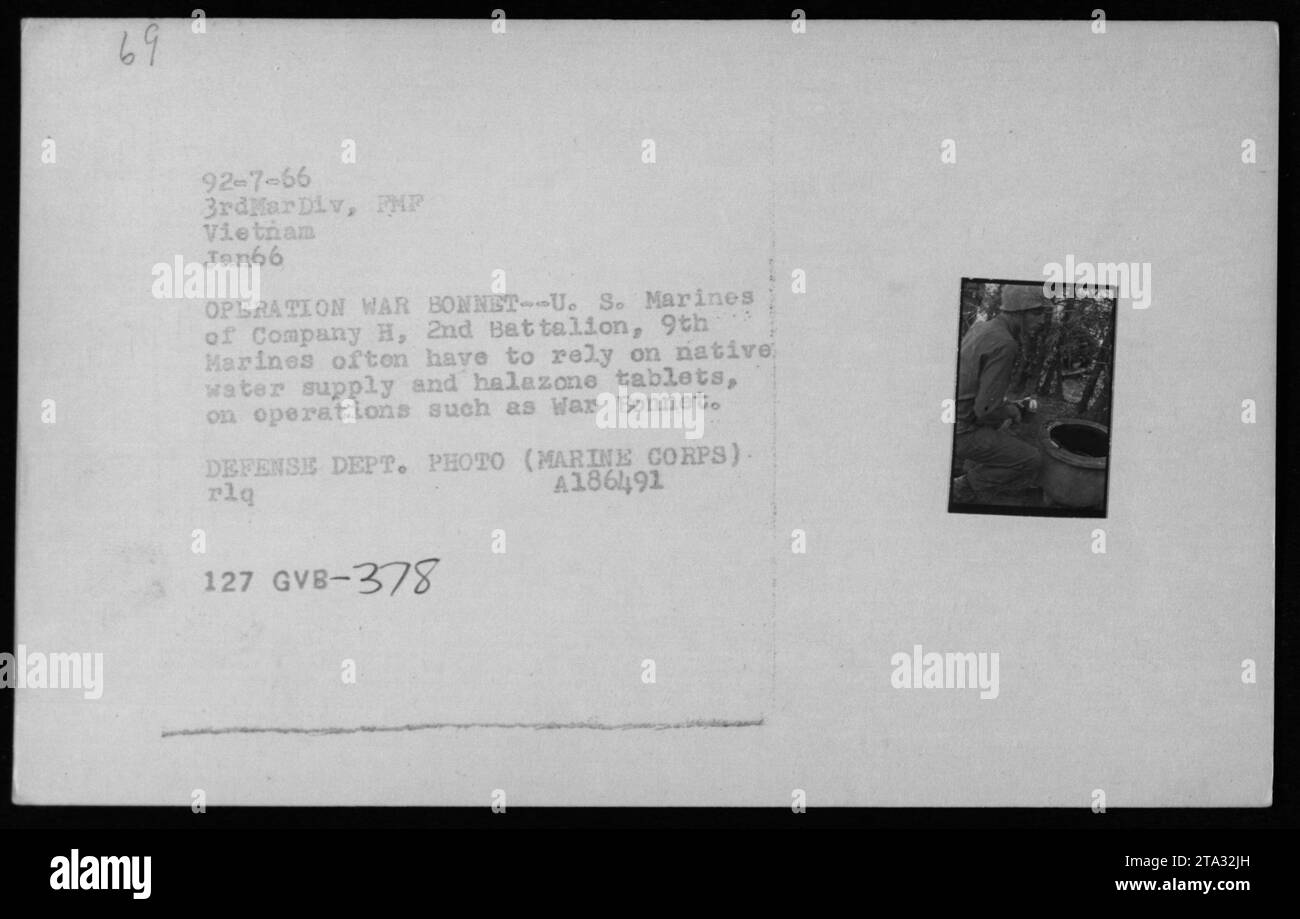 69
92-7-66
3rdMarDiv, FMF
Vietnam
Jan66
OPERATION WAR BONNET--U. S. Marines
of Company H, 2nd Battalion, 9th
Marines often have to rely on native
water supply and halazone tablets,
on operations such as War Bonnet.
DEFENSE DEPT. PHOTO (MARINE CORPS)
rlq A186491
127 GVB-378
alamy
alamy
alamy
alamy
alamy
alamy
Image ID: 2TA32JH
www.alamy.com